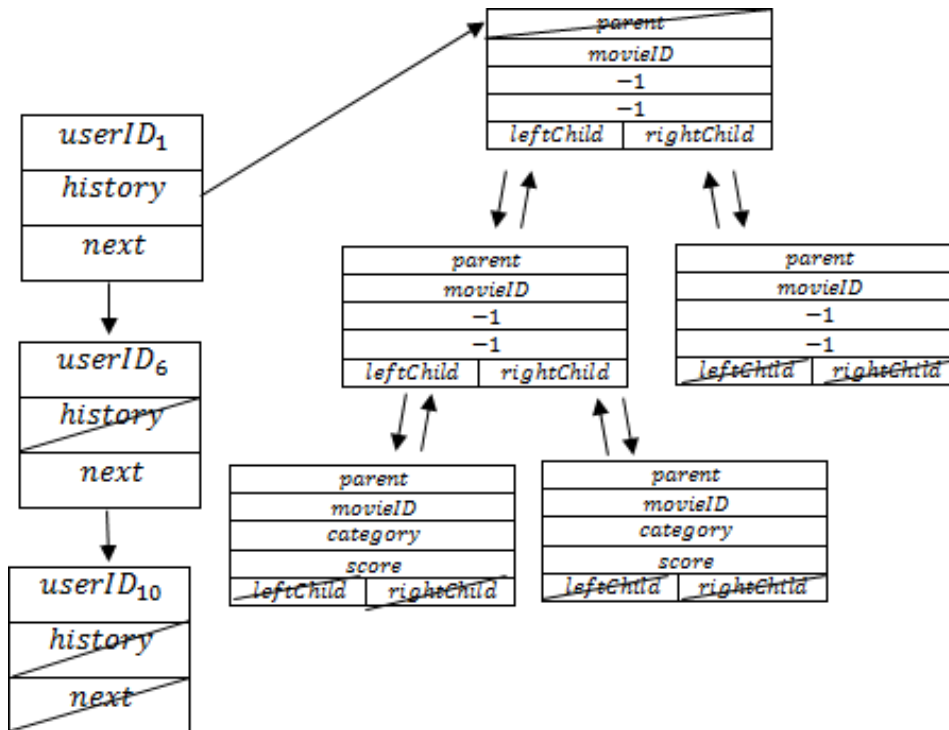 parent
movieID
−1
−1
leftChild rightChild
userID₁
history
next
parent
movieID
−1
−1
leftChild rightChild
parent
movieID
−1
−1
leftChild rightChild
userID₆
history
next
parent
movieID
category
score
leftChild rightChild
parent
movieID
category
score
leftChild rightChild
userID₁₀
history
next